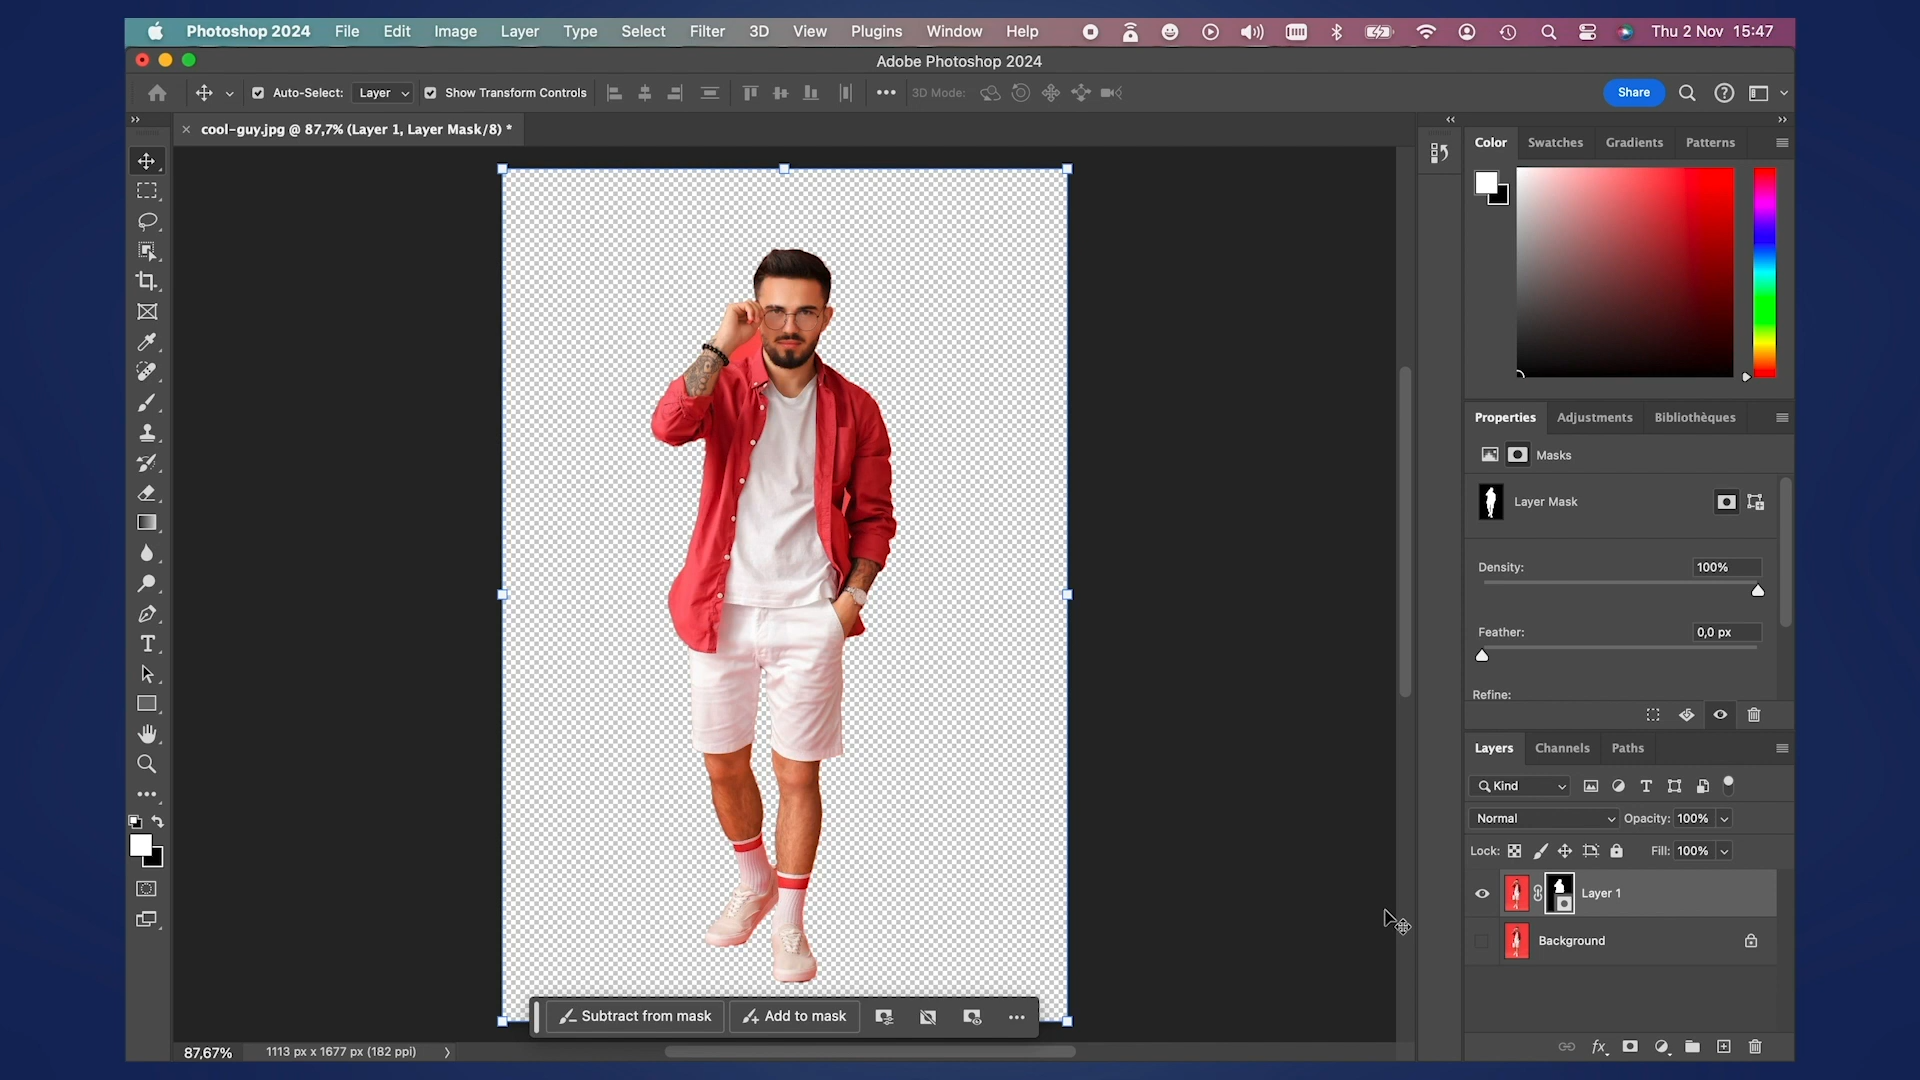 Photoshop 2024 File Edit Image Layer Type Select Filter 3D View Plugins Window Help Thu 2 Nov 15:47
Adobe Photoshop 2024
Auto-Select: Layer Show Transform Controls 3D Mode: Share
cool-guy.jpg @ 87,7% (Layer 1, Layer Mask/8) *
Color Swatches Gradients Patterns
Properties Adjustments Bibliothèques
Masks
Layer Mask
Density: 100%
Feather: 0,0 px
Refine:
Layers Channels Paths
Kind
Normal Opacity: 100%
Lock: Fill: 100%
Layer 1
Background
Subtract from mask Add to mask
87,67% 1113 px x 1677 px (182 ppi)